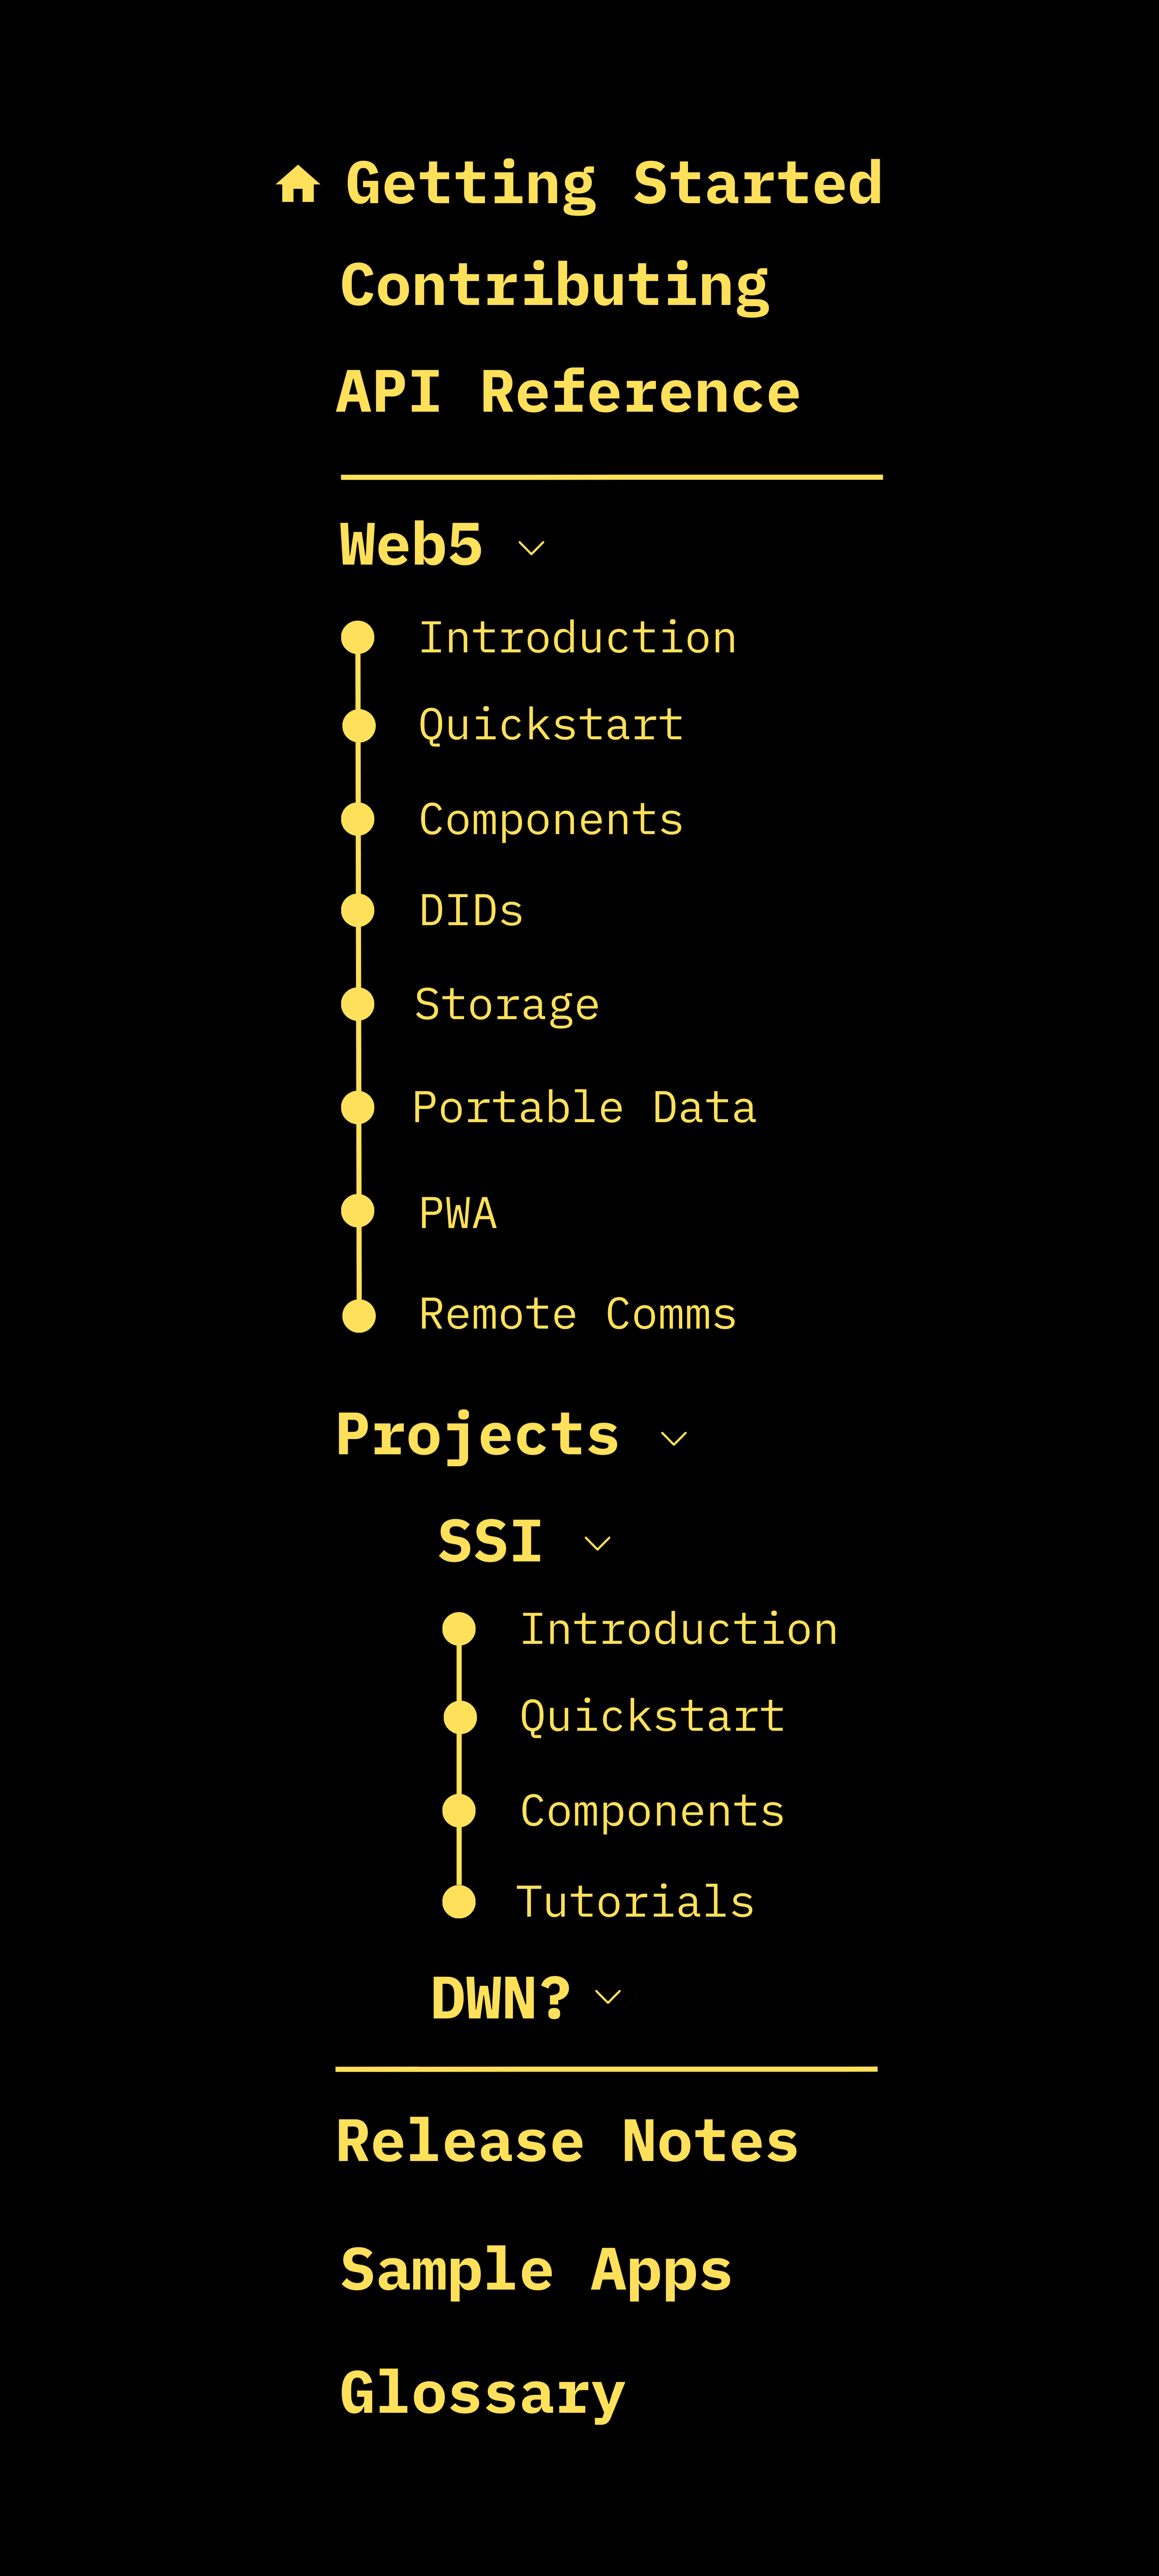 Getting Started
Contributing
API Reference
Web5
Introduction
Quickstart
Components
DIDs
Storage
Portable Data
PWA
Remote Comms
Projects
SSI
Introduction
Quickstart
Components
Tutorials
DWN?
Release Notes
Sample Apps
Glossary